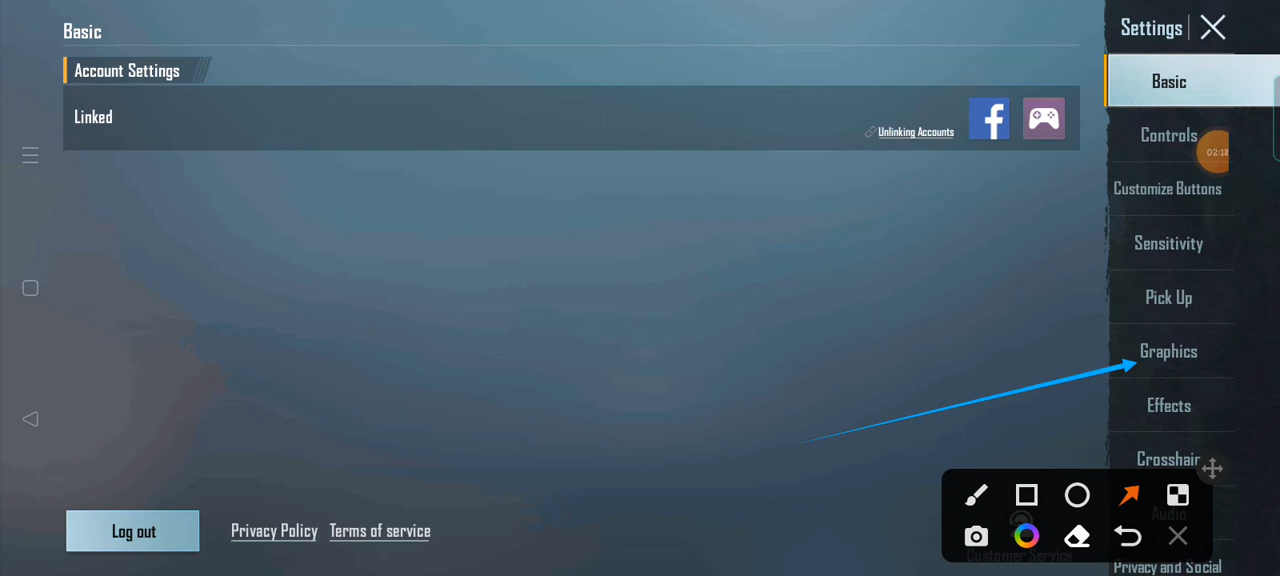 Basic
Settings
Account Settings
Basic
Linked
Unlinking Accounts
Controls
02:18
Customize Buttons
Sensitivity
Pick Up
Graphics
Effects
Crosshair
Audio
Log out
Privacy Policy
Terms of service
Customer Service
Privacy and Social